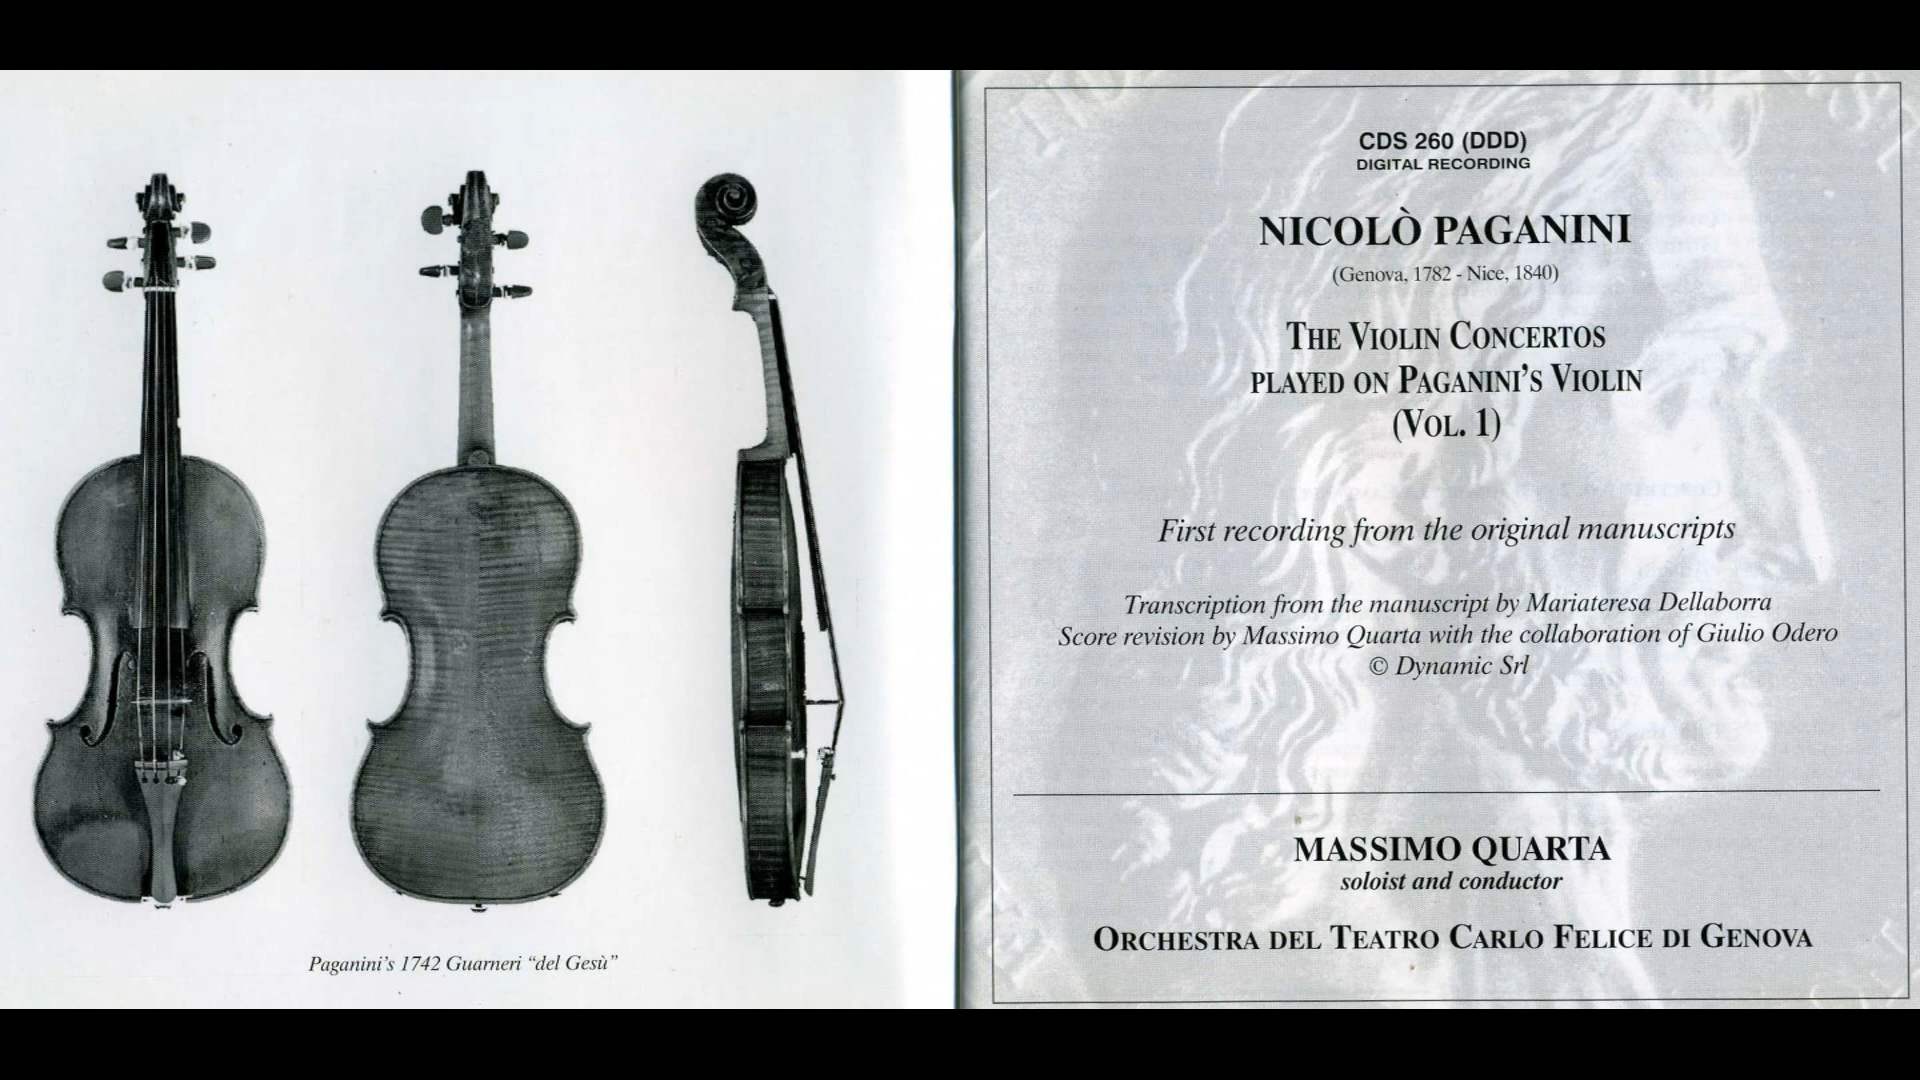 Paganini's 1742 Guarneri “del Gesù”
CDS 260 (DDD)
DIGITAL RECORDING
NICOLÒ PAGANINI
(Genova, 1782 - Nice, 1840)
THE VIOLIN CONCERTOS
PLAYED ON PAGANINI'S VIOLIN
(VOL. 1)
First recording from the original manuscripts
Transcription from the manuscript by Mariateresa Dellaborra
Score revision by Massimo Quarta with the collaboration of Giulio Odero
© Dynamic Srl
MASSIMO QUARTA
soloist and conductor
ORCHESTRA DEL TEATRO CARLO FELICE DI GENOVA